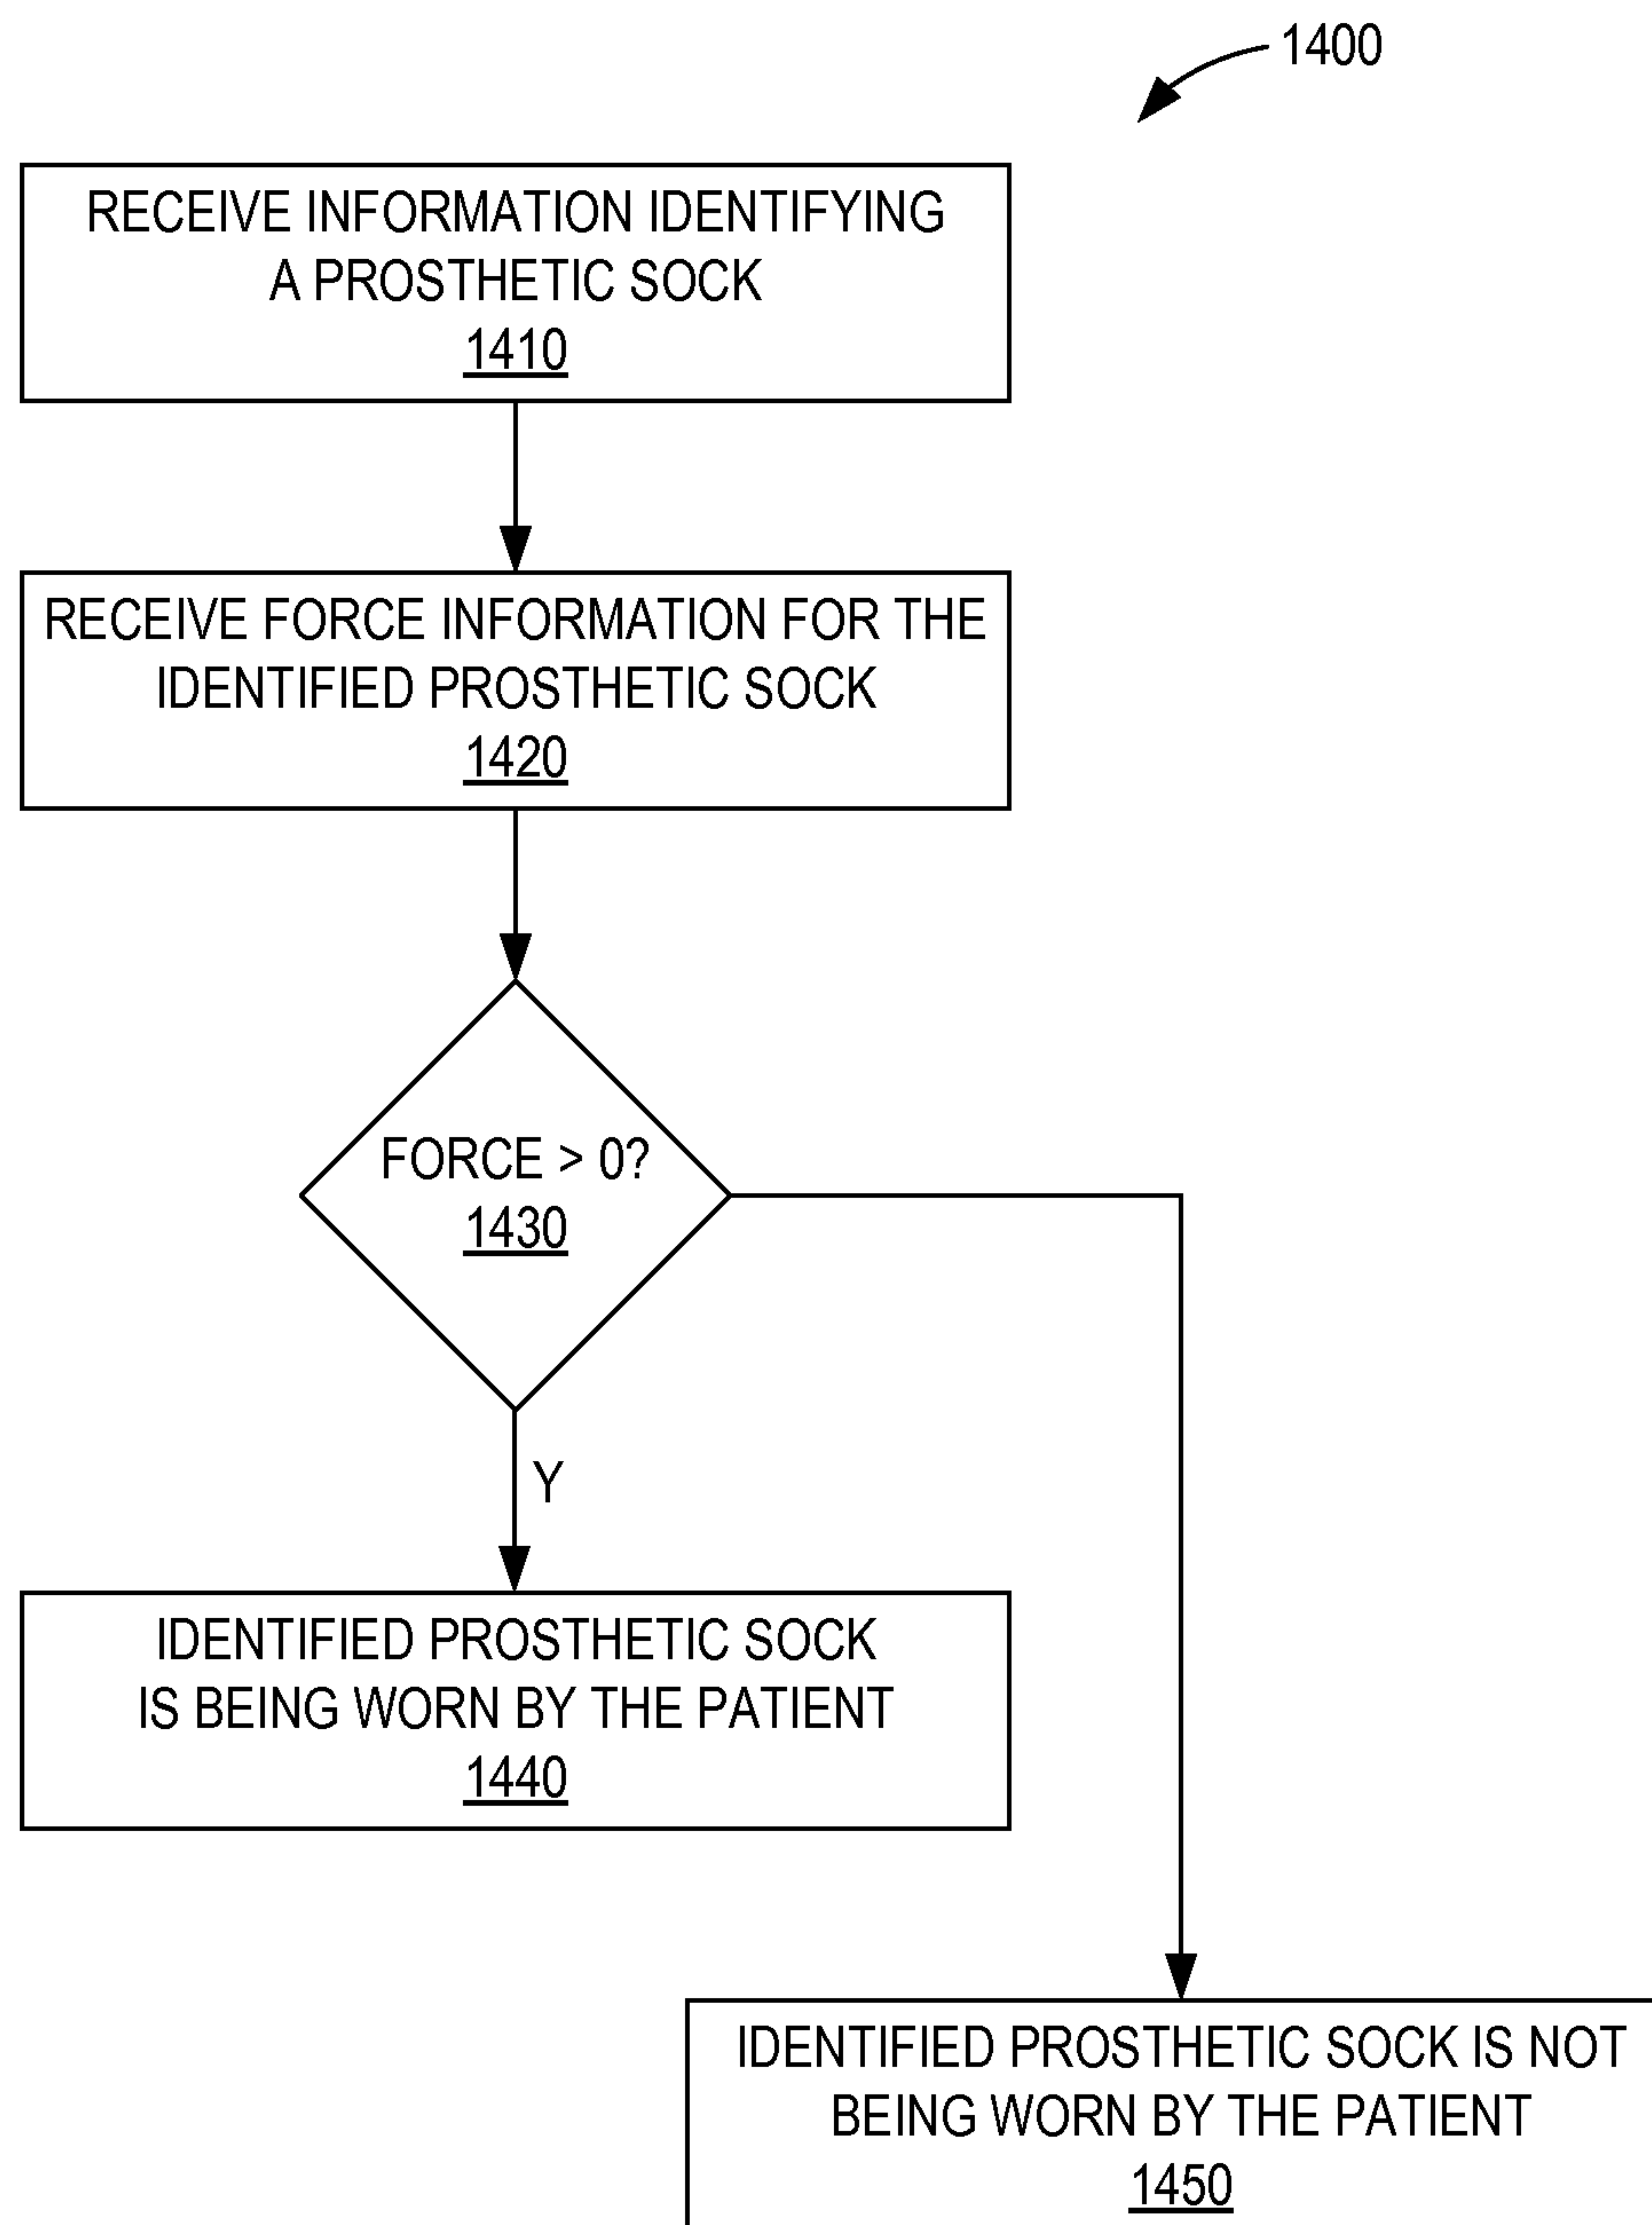 1400
RECEIVE INFORMATION IDENTIFYING
A PROSTHETIC SOCK
1410
RECEIVE FORCE INFORMATION FOR THE
IDENTIFIED PROSTHETIC SOCK
1420
FORCE > 0?
1430
Y
IDENTIFIED PROSTHETIC SOCK
IS BEING WORN BY THE PATIENT
1440
IDENTIFIED PROSTHETIC SOCK IS NOT
BEING WORN BY THE PATIENT
1450